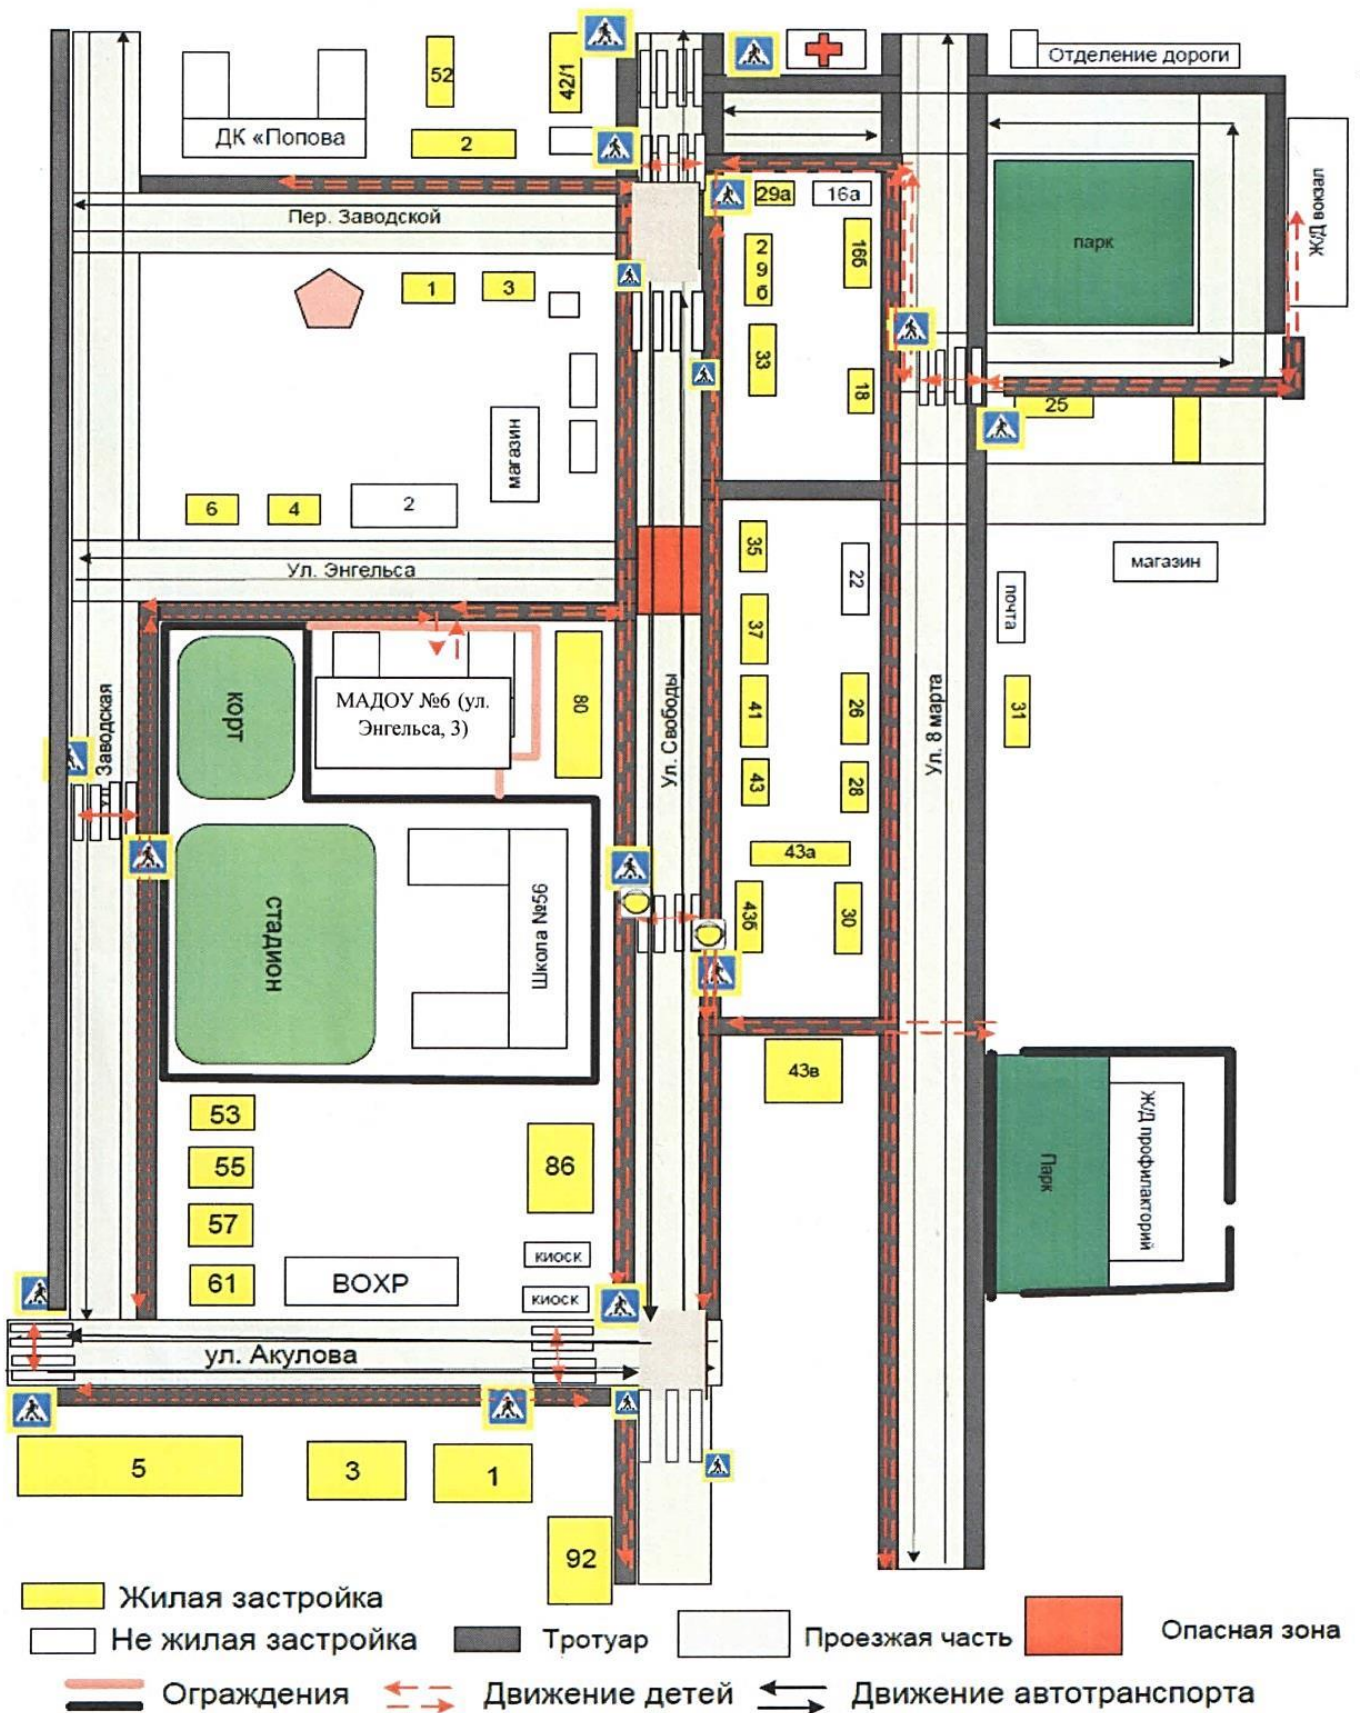 52
42/1
ДК «Попова
2
Отделение дороги
Пер. Заводской
29а
16а
29б
16б
парк
Ж/Д вокзал
1
3
33
18
25
магазин
6
4
2
Ул. Энгельса
35
22
магазин
почта
37
корт
МАДОУ №6 (ул.
Энгельса, 3)
80
Ул. Свободы
41
26
Ул. 8 марта
31
Заводская
43
28
43а
стадион
Школа №56
43б
30
43в
53
55
57
61
86
киоск
киоск
ВОХР
Парк
Ж/Д профилакторий
ул. Акулова
5
3
1
92
Жилая застройка
Не жилая застройка
Тротуар
Проезжая часть
Опасная зона
Ограждения
Движение детей
Движение автотранспорта